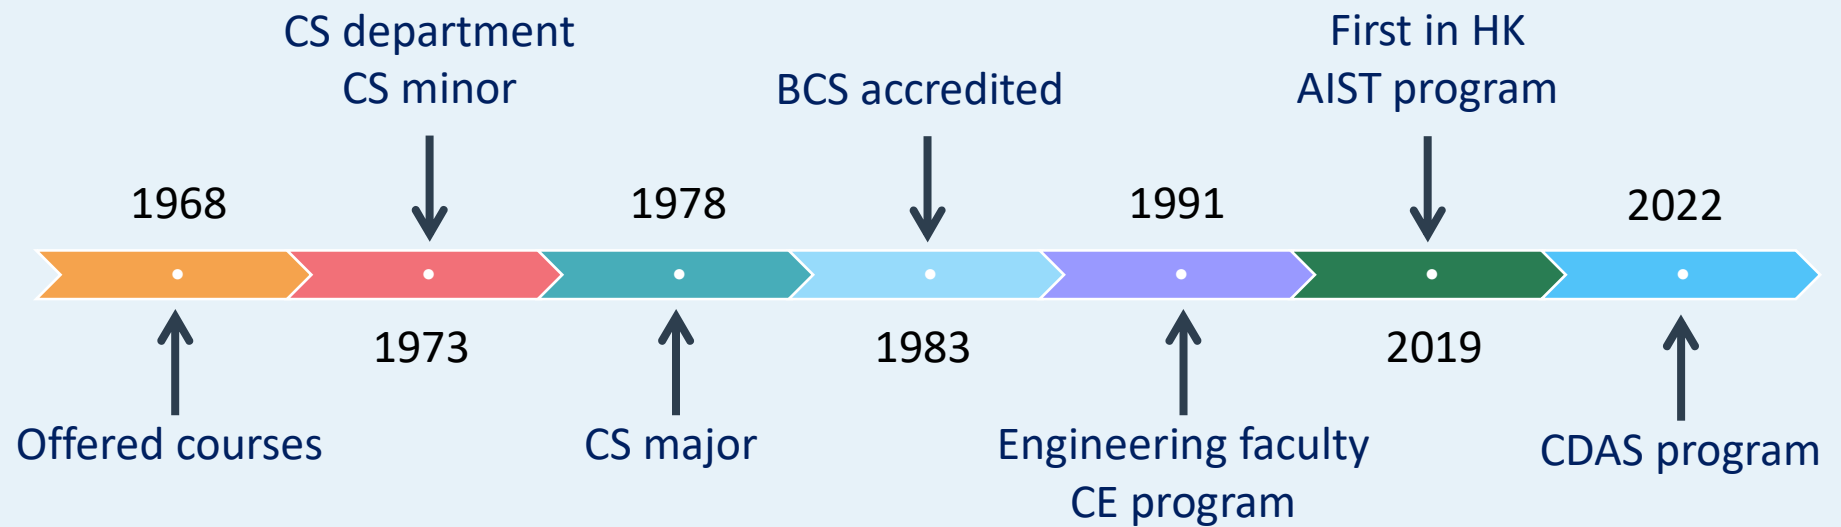 CS department
CS minor
BCS accredited
First in HK
AIST program
1968
1978
1991
2022
1973
1983
2019
Offered courses
CS major
Engineering faculty
CE program
CDAS program